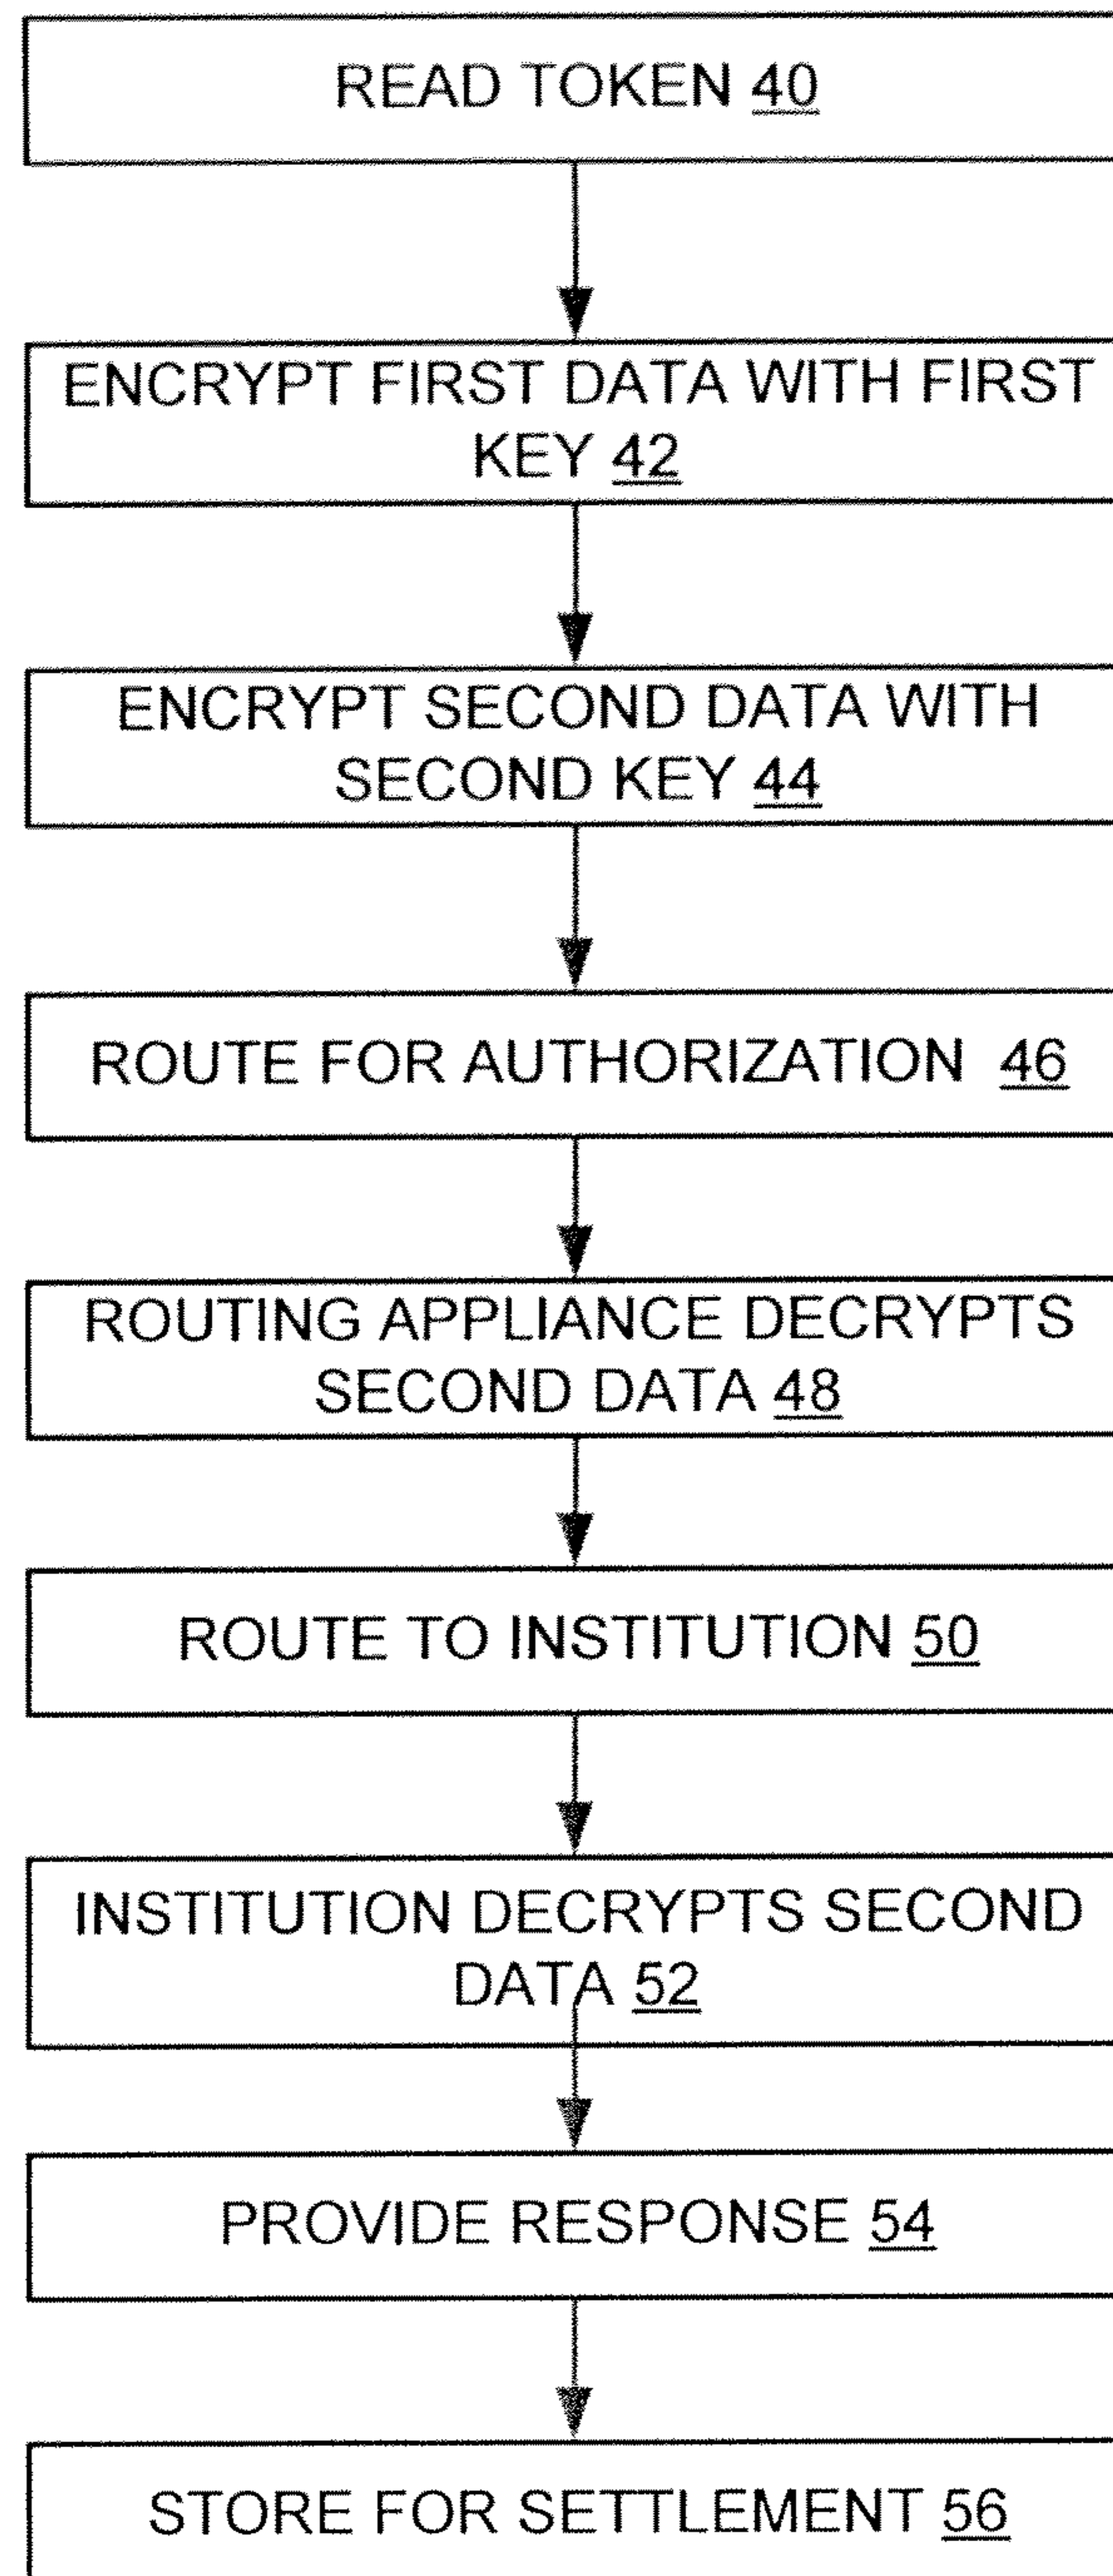 READ TOKEN 40
ENCRYPT FIRST DATA WITH FIRST
KEY 42
ENCRYPT SECOND DATA WITH
SECOND KEY 44
ROUTE FOR AUTHORIZATION 46
ROUTING APPLIANCE DECRYPTS
SECOND DATA 48
ROUTE TO INSTITUTION 50
INSTITUTION DECRYPTS SECOND
DATA 52
PROVIDE RESPONSE 54
STORE FOR SETTLEMENT 56